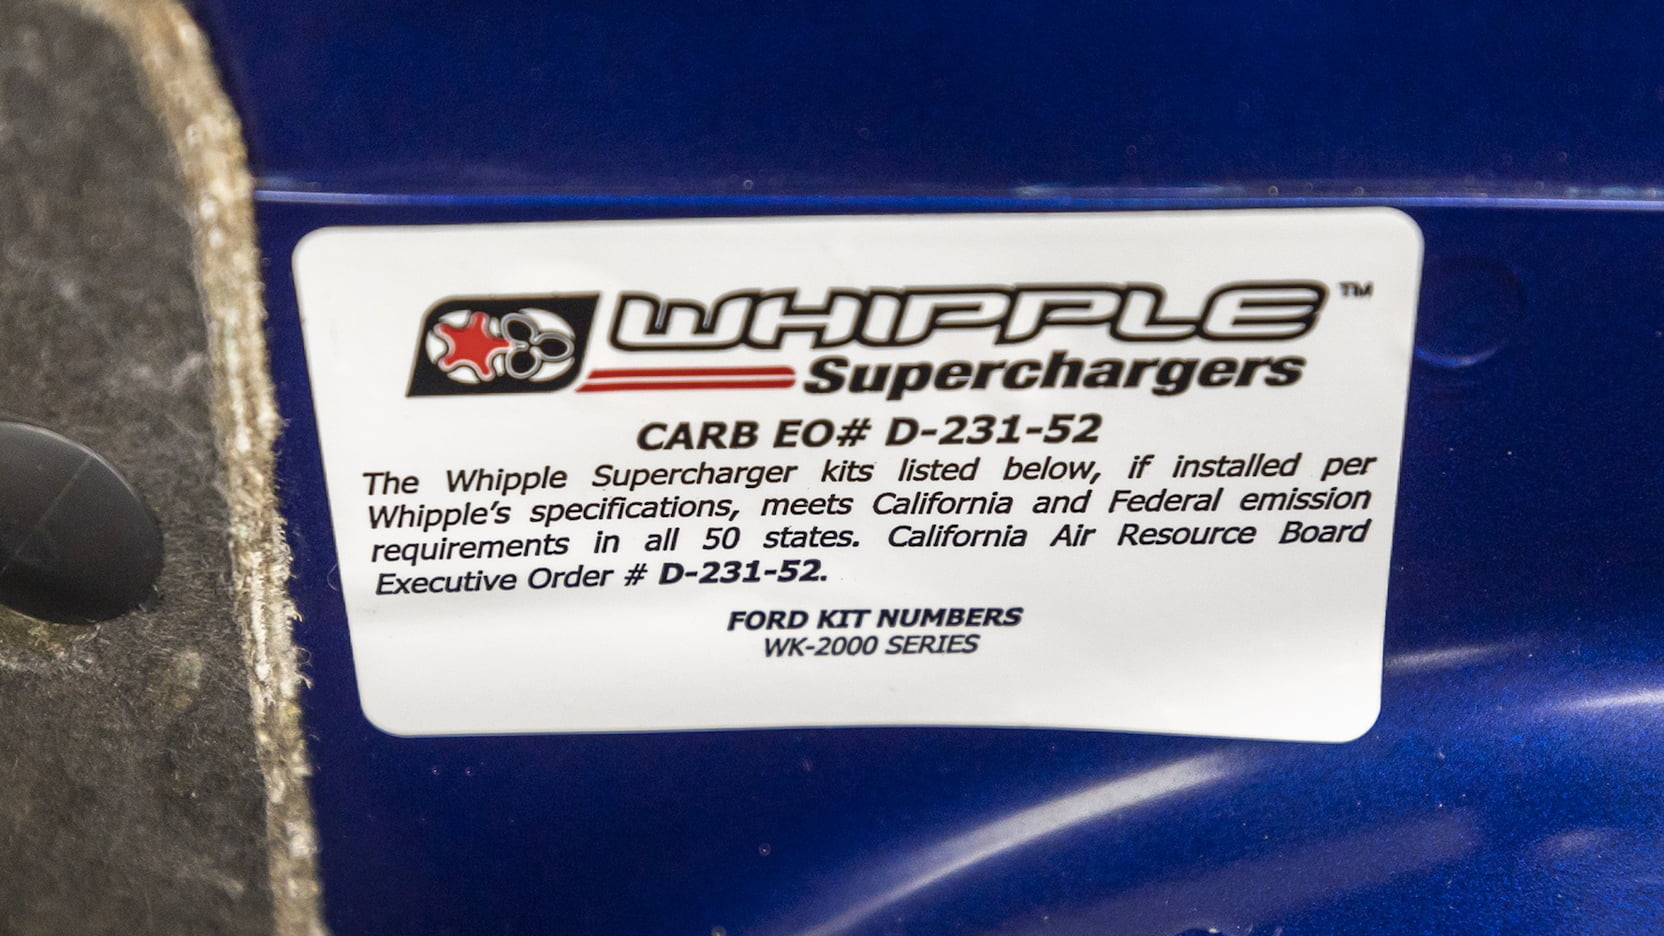 WHIPPLE ™
Superchargers
CARB EO# D-231-52
The Whipple Supercharger kits listed below, if installed per
Whipple's specifications, meets California and Federal emission
requirements in all 50 states. California Air Resource Board
Executive Order # D-231-52.
FORD KIT NUMBERS
WK-2000 SERIES